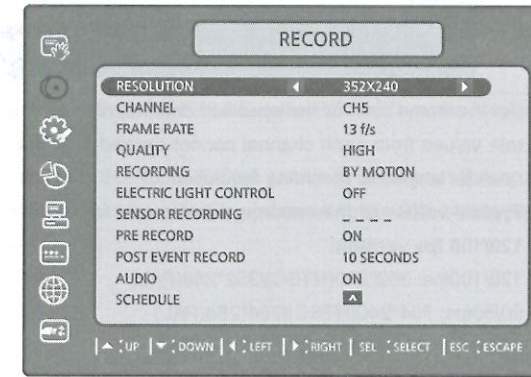 RECORD
RESOLUTION 352X240
CHANNEL CH5
FRAME RATE 13 f/s
QUALITY HIGH
RECORDING BY MOTION
ELECTRIC LIGHT CONTROL OFF
SENSOR RECORDING _ _ _ _
PRE RECORD ON
POST EVENT RECORD 10 SECONDS
AUDIO ON
SCHEDULE
UP DOWN LEFT RIGHT SEL SELECT ESC ESCAPE